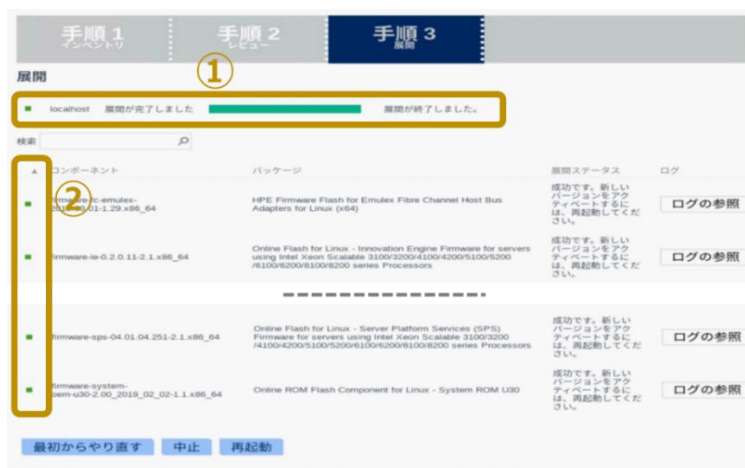 手順 1
インベントリ
手順 2
レビュー
手順 3
展開
①
展開
localhost 展開が完了しました 展開が終了しました。
検索
② コンポーネント パッケージ 展開ステータス ログ
firmware-fc-emulex-
HPE Firmware Flash for Emulex Fibre Channel Host Bus
Adapters for Linux (x64)
成功です。新しい
バージョンをアク
ティベートするに
は、再起動してくだ
さい。
ログの参照
firmware-ie-0.2.0.11-2.1.x86_64
Online Flash for Linux - Innovation Engine Firmware for servers
using Intel Xeon Scalable 3100/3200/4100/4200/5100/5200
/6100/6200/8100/8200 series Processors
成功です。新しい
バージョンをアク
ティベートするに
は、再起動してくだ
さい。
ログの参照
firmware-sps-04.01.04.251-2.1.x86_64
Online Flash for Linux - Server Platform Services (SPS)
Firmware for servers using Intel Xeon Scalable 3100/3200
/4100/4200/5100/5200/6100/6200/8100/8200 series Processors
成功です。新しい
バージョンをアク
ティベートするに
は、再起動してくだ
さい。
ログの参照
firmware-system-
oem-u30-2.00_2019_02_02-1.1.x86_64
Online ROM Flash Component for Linux - System ROM U30
成功です。新しい
バージョンをアク
ティベートするに
は、再起動してくだ
さい。
ログの参照
最初からやり直す 中止 再起動